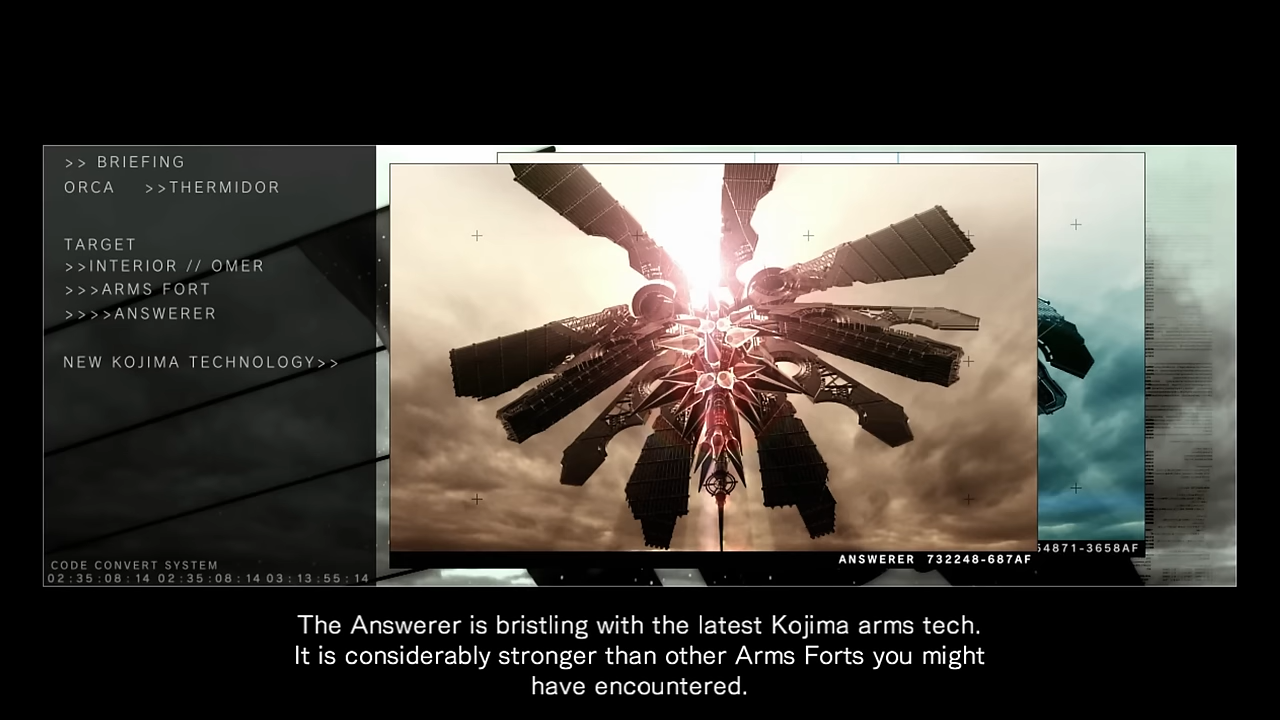 >> BRIEFING
ORCA >>THERMIDOR
TARGET
>>INTERIOR // OMER
>>>ARMS FORT
>>>>ANSWERER
NEW KOJIMA TECHNOLOGY>>
CODE CONVERT SYSTEM
02:35:08:14 02:35:08:14 03:13:55:14
54871-3658AF
ANSWERER 732248-687AF
The Answerer is bristling with the latest Kojima arms tech.
It is considerably stronger than other Arms Forts you might
have encountered.